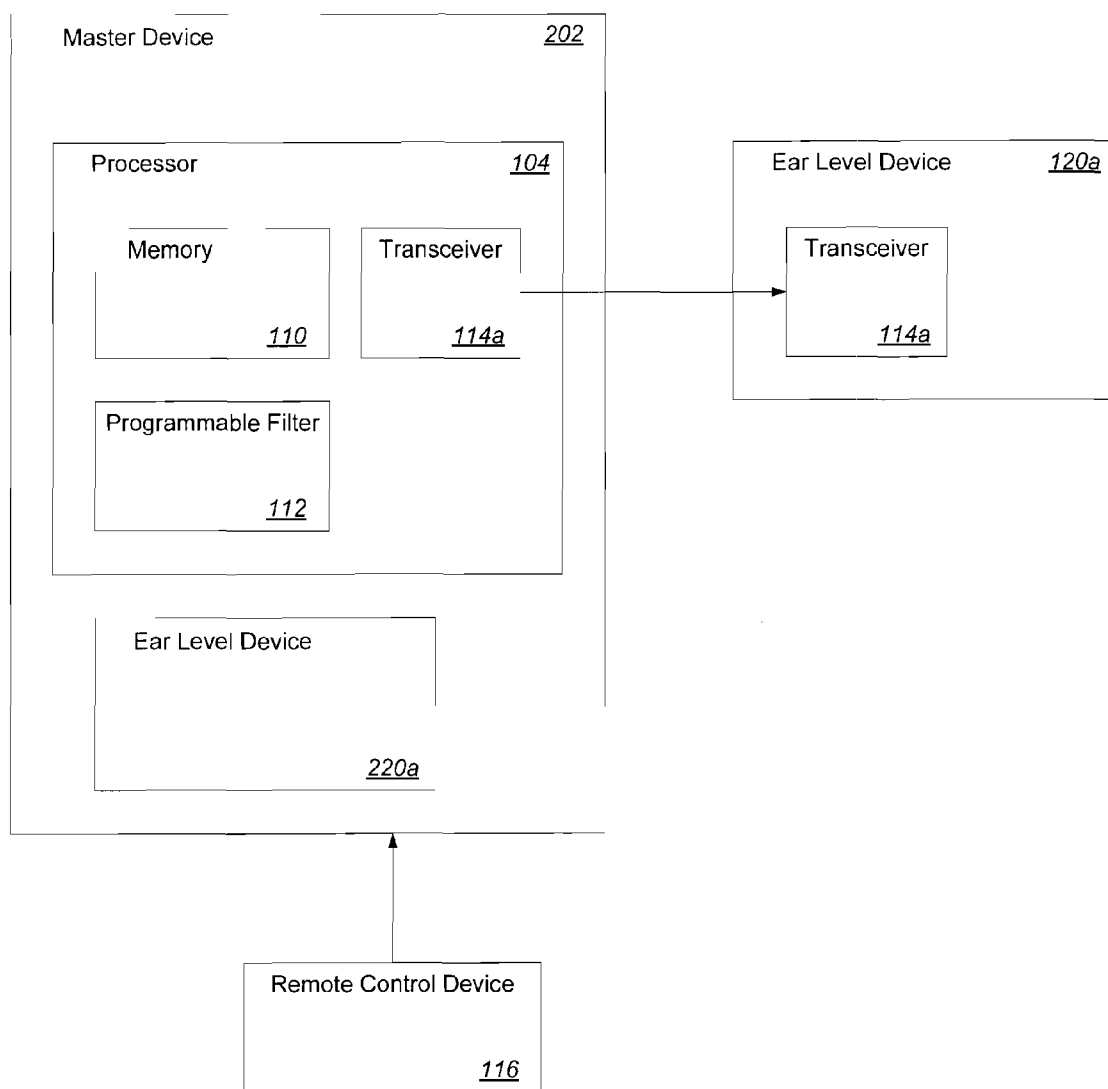 Master Device 202
Processor 104
Memory
110
Transceiver
114a
Programmable Filter
112
Ear Level Device
220a
Ear Level Device 120a
Transceiver
114a
Remote Control Device
116